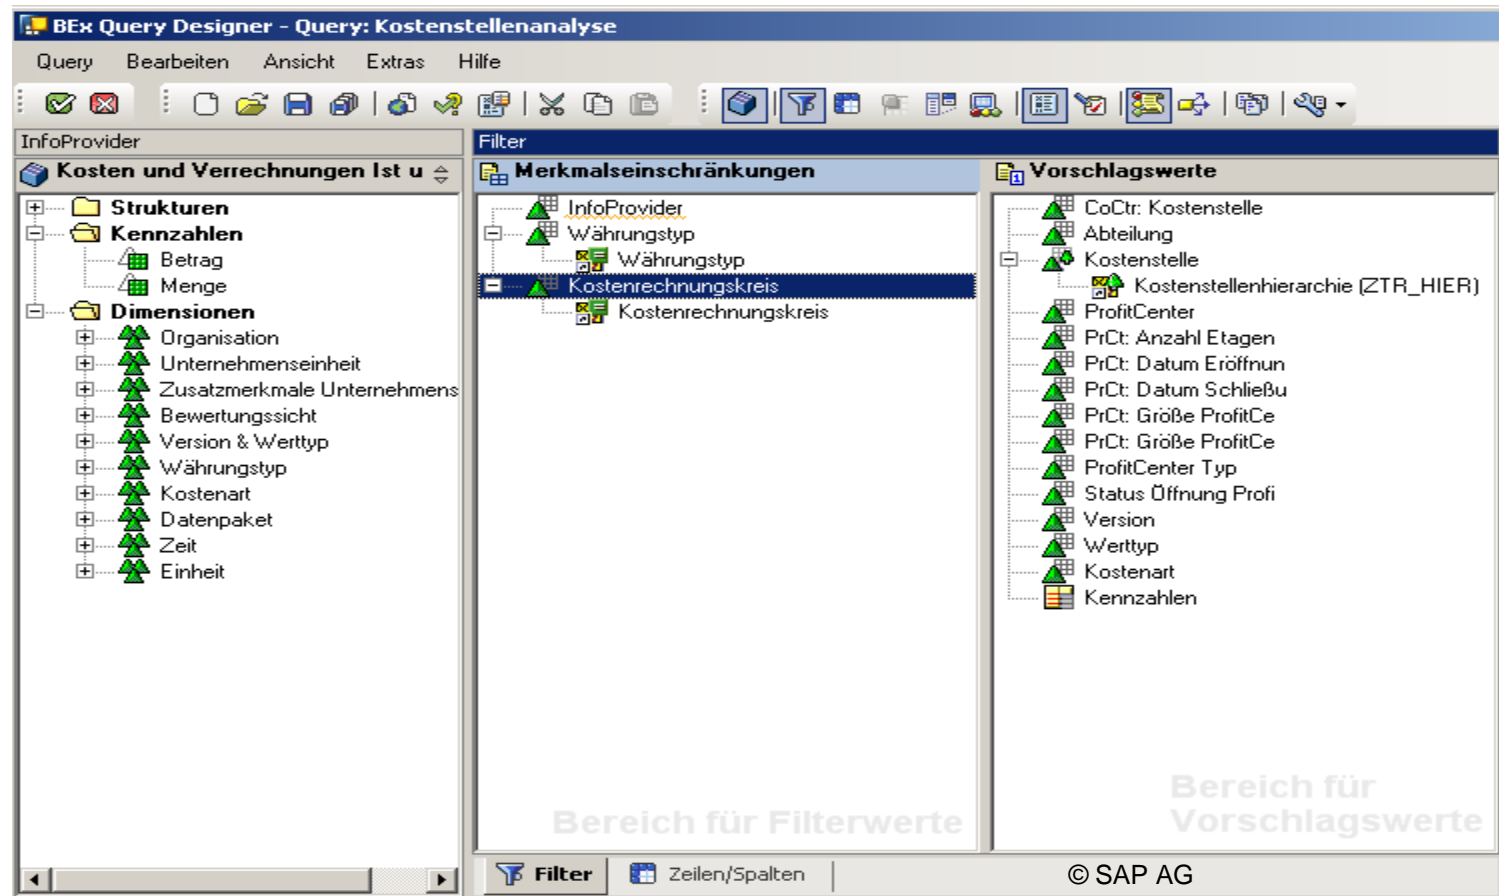 BEx Query Designer - Query: Kostenstellenanalyse
Query Bearbeiten Ansicht Extras Hilfe
InfoProvider
Kosten und Verrechnungen Ist u
Strukturen
Kennzahlen
Betrag
Menge
Dimensionen
Organisation
Unternehmenseinheit
Zusatzmerkmale Unternehmens
Bewertungssicht
Version & Werttyp
Währungstyp
Kostenart
Datenpaket
Zeit
Einheit
Filter
Merkmalseinschränkungen
InfoProvider
Währungstyp
Währungstyp
Kostenrechnungskreis
Kostenrechnungskreis
Bereich für Filterwerte
Vorschlagswerte
CoCtr: Kostenstelle
Abteilung
Kostenstelle
Kostenstellenhierarchie (ZTR_HIER)
ProfitCenter
PrCt: Anzahl Etagen
PrCt: Datum Eröffnun
PrCt: Datum Schließu
PrCt: Größe ProfitCe
PrCt: Größe ProfitCe
ProfitCenter Typ
Status Öffnung Profi
Version
Werttyp
Kostenart
Kennzahlen
Bereich für
Vorschlagswerte
Filter Zeilen/Spalten
© SAP AG